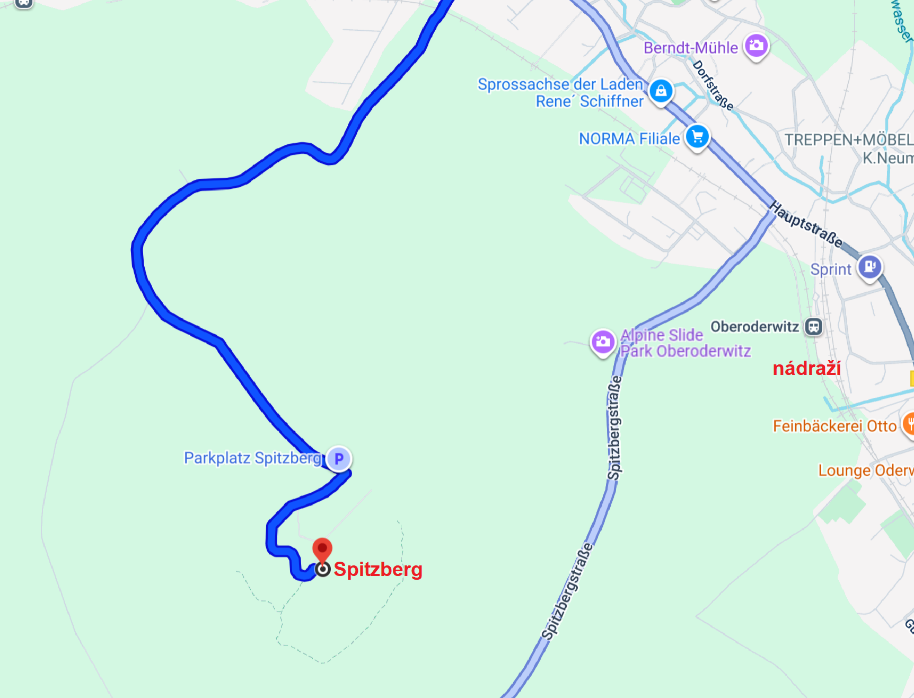 Berndt-Mühle
Dorfstraße
Sprossachse der Laden
Rene´ Schiffner
NORMA Filiale
TREPPEN+MÖBEL
K.Neum
Hauptstraße
Sprint
Oberoderwitz
Alpine Slide
Park Oberoderwitz
nádraží
Spitzbergstraße
Feinbäckerei Otto
Parkplatz Spitzberg
P
Lounge Oderw
Spitzberg
Spitzbergstraße